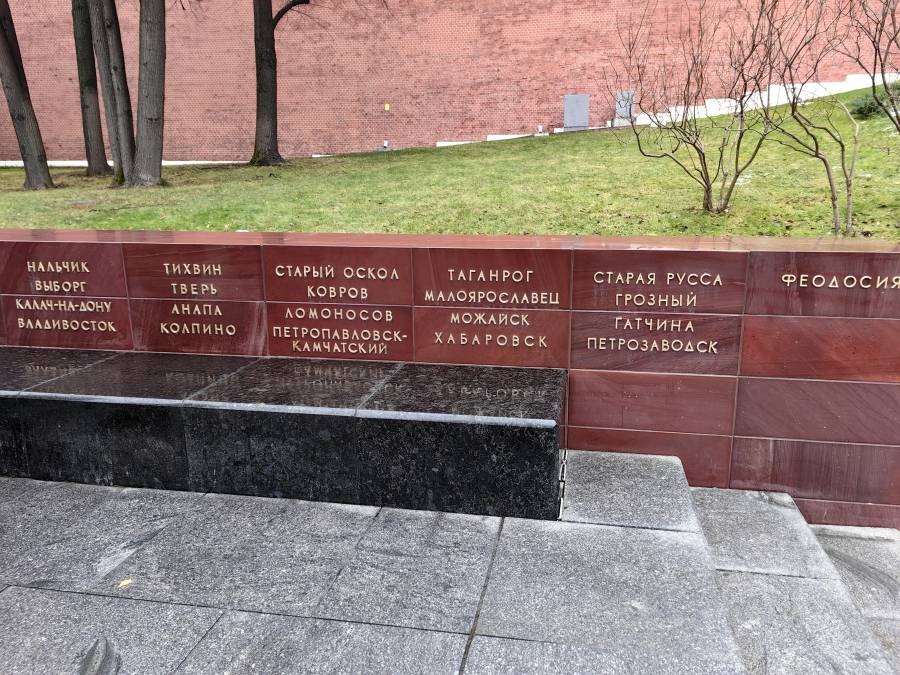 НАЛЬЧИК
ВЫБОРГ
КАЛАЧ-НА-ДОНУ
ВЛАДИВОСТОК
ТИХВИН
ТВЕРЬ
АНАПА
КОЛПИНО
СТАРЫЙ ОСКОЛ
КОВРОВ
ЛОМОНОСОВ
ПЕТРОПАВЛОВСК-
КАМЧАТСКИЙ
ТАГАНРОГ
МАЛОЯРОСЛАВЕЦ
МОЖАЙСК
ХАБАРОВСК
СТАРАЯ РУССА
ГРОЗНЫЙ
ГАТЧИНА
ПЕТРОЗАВОДСК
ФЕОДОСИЯ